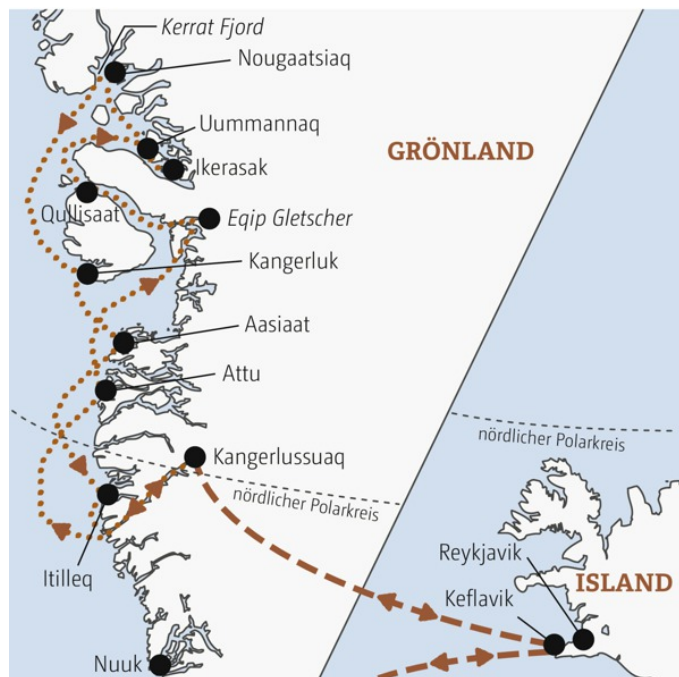 Kerrat Fjord
Nougaatsiaq
Uummannaq
GRÖNLAND
Ikerasak
Qullisaat
Eqip Gletscher
Kangerluk
Aasiaat
Attu
nördlicher Polarkreis
Kangerlussuaq
nördlicher Polarkreis
Reykjavik
Itilleq
ISLAND
Keflavik
Nuuk